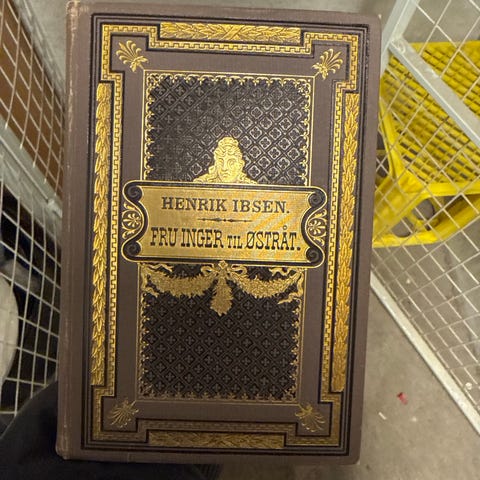 HENRIK IBSEN.
FRU INGER TIL ØSTRÅT.